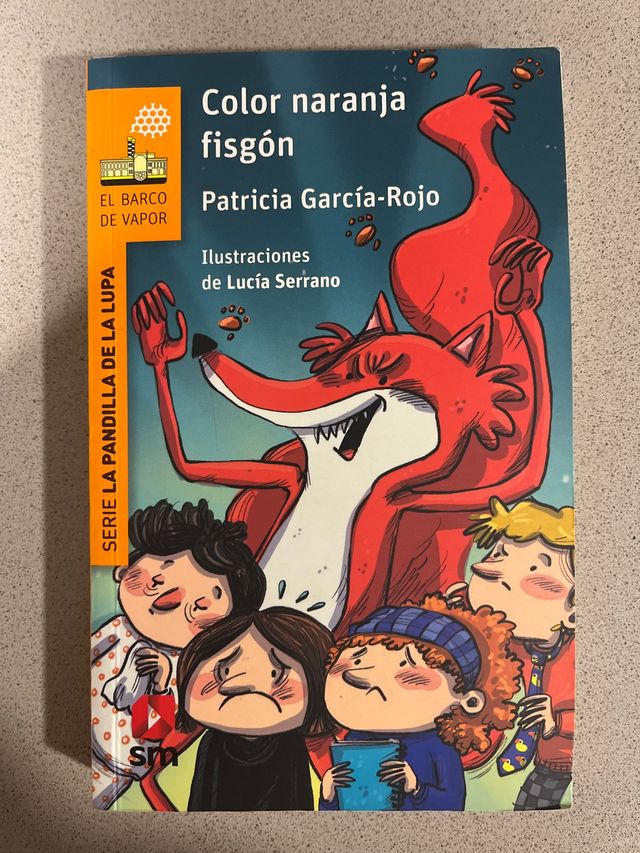 Color naranja
fisgón
Patricia García-Rojo
Ilustraciones
de Lucía Serrano
EL BARCO
DE VAPOR
SERIE LA PANDILLA DE LA LUPA
sm